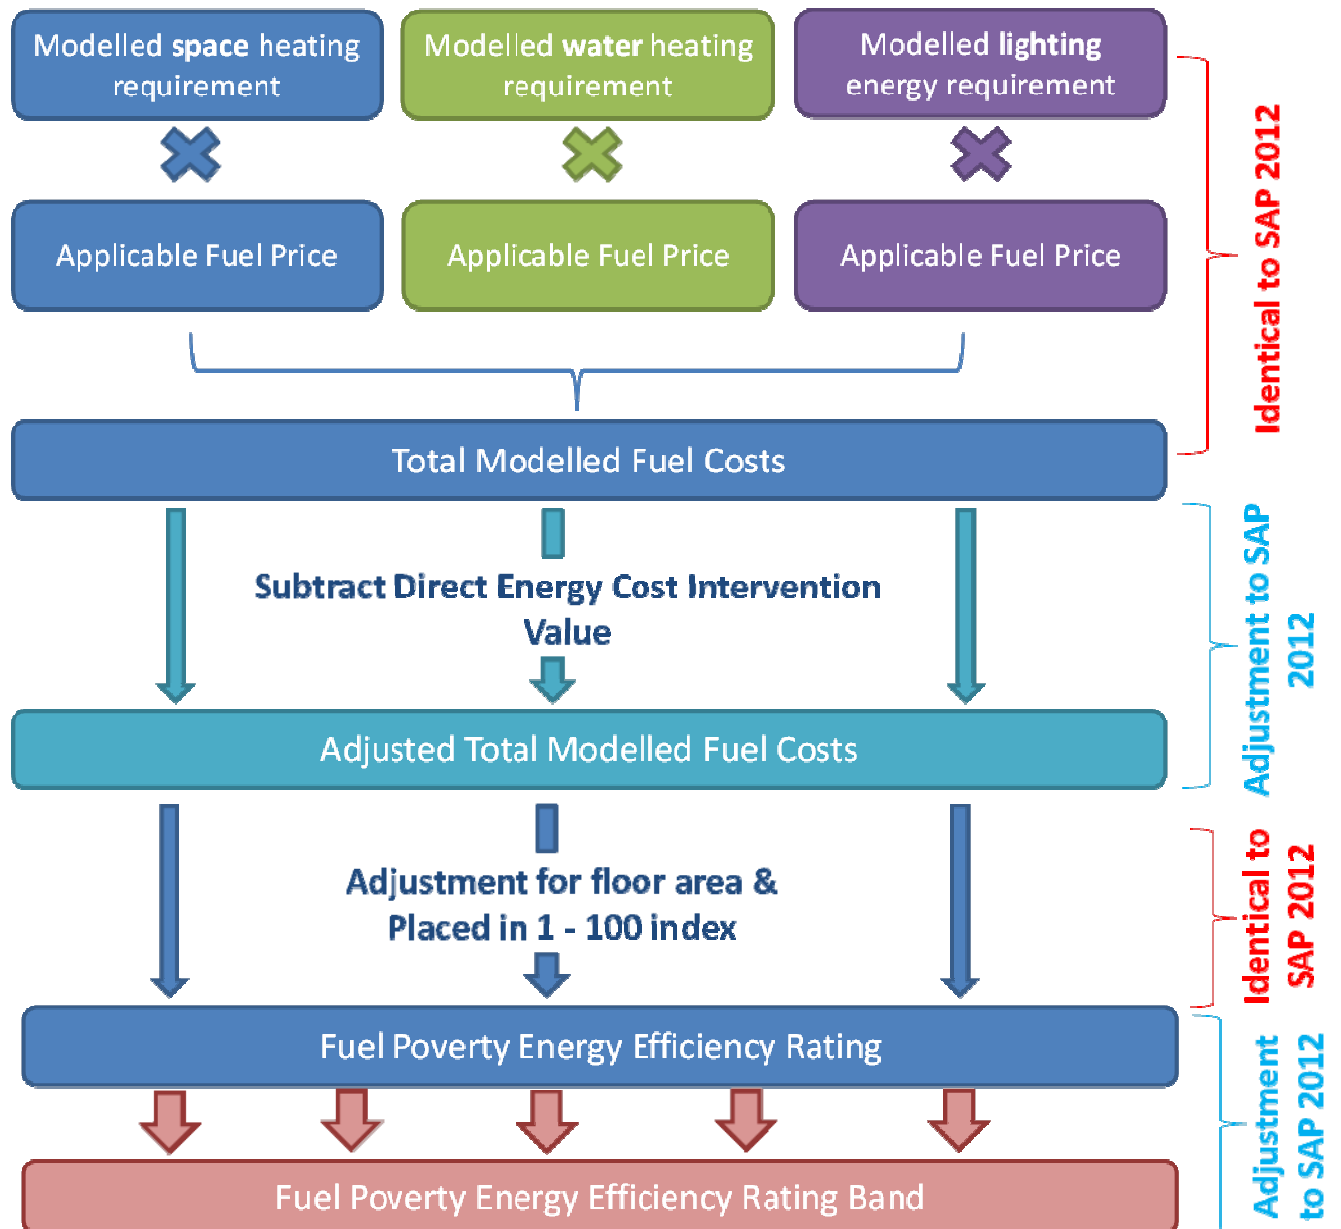 Modelled space heating
requirement
Modelled water heating
requirement
Modelled lighting
energy requirement
Applicable Fuel Price
Applicable Fuel Price
Applicable Fuel Price
Identical to SAP 2012
Total Modelled Fuel Costs
Subtract Direct Energy Cost Intervention
Value
Adjustment to SAP
2012
Adjusted Total Modelled Fuel Costs
Adjustment for floor area &
Placed in 1 - 100 index
Identical to
SAP 2012
Fuel Poverty Energy Efficiency Rating
Adjustment
to SAP 2012
Fuel Poverty Energy Efficiency Rating Band